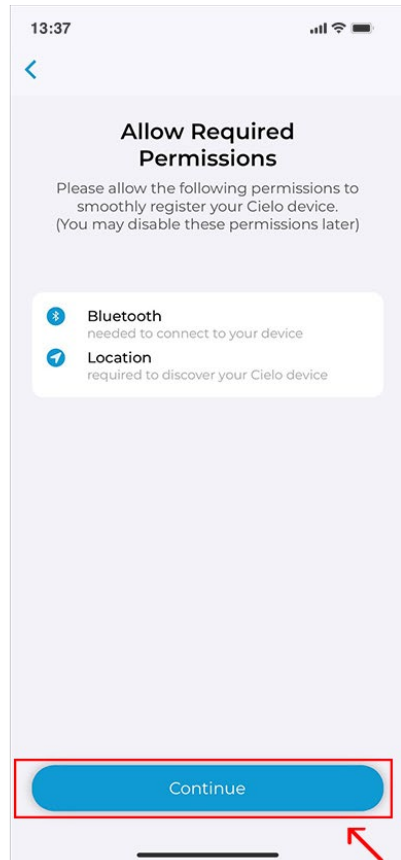 13:37
Allow Required
Permissions
Please allow the following permissions to
smoothly register your Cielo device.
(You may disable these permissions later)
Bluetooth
needed to connect to your device
Location
required to discover your Cielo device
Continue